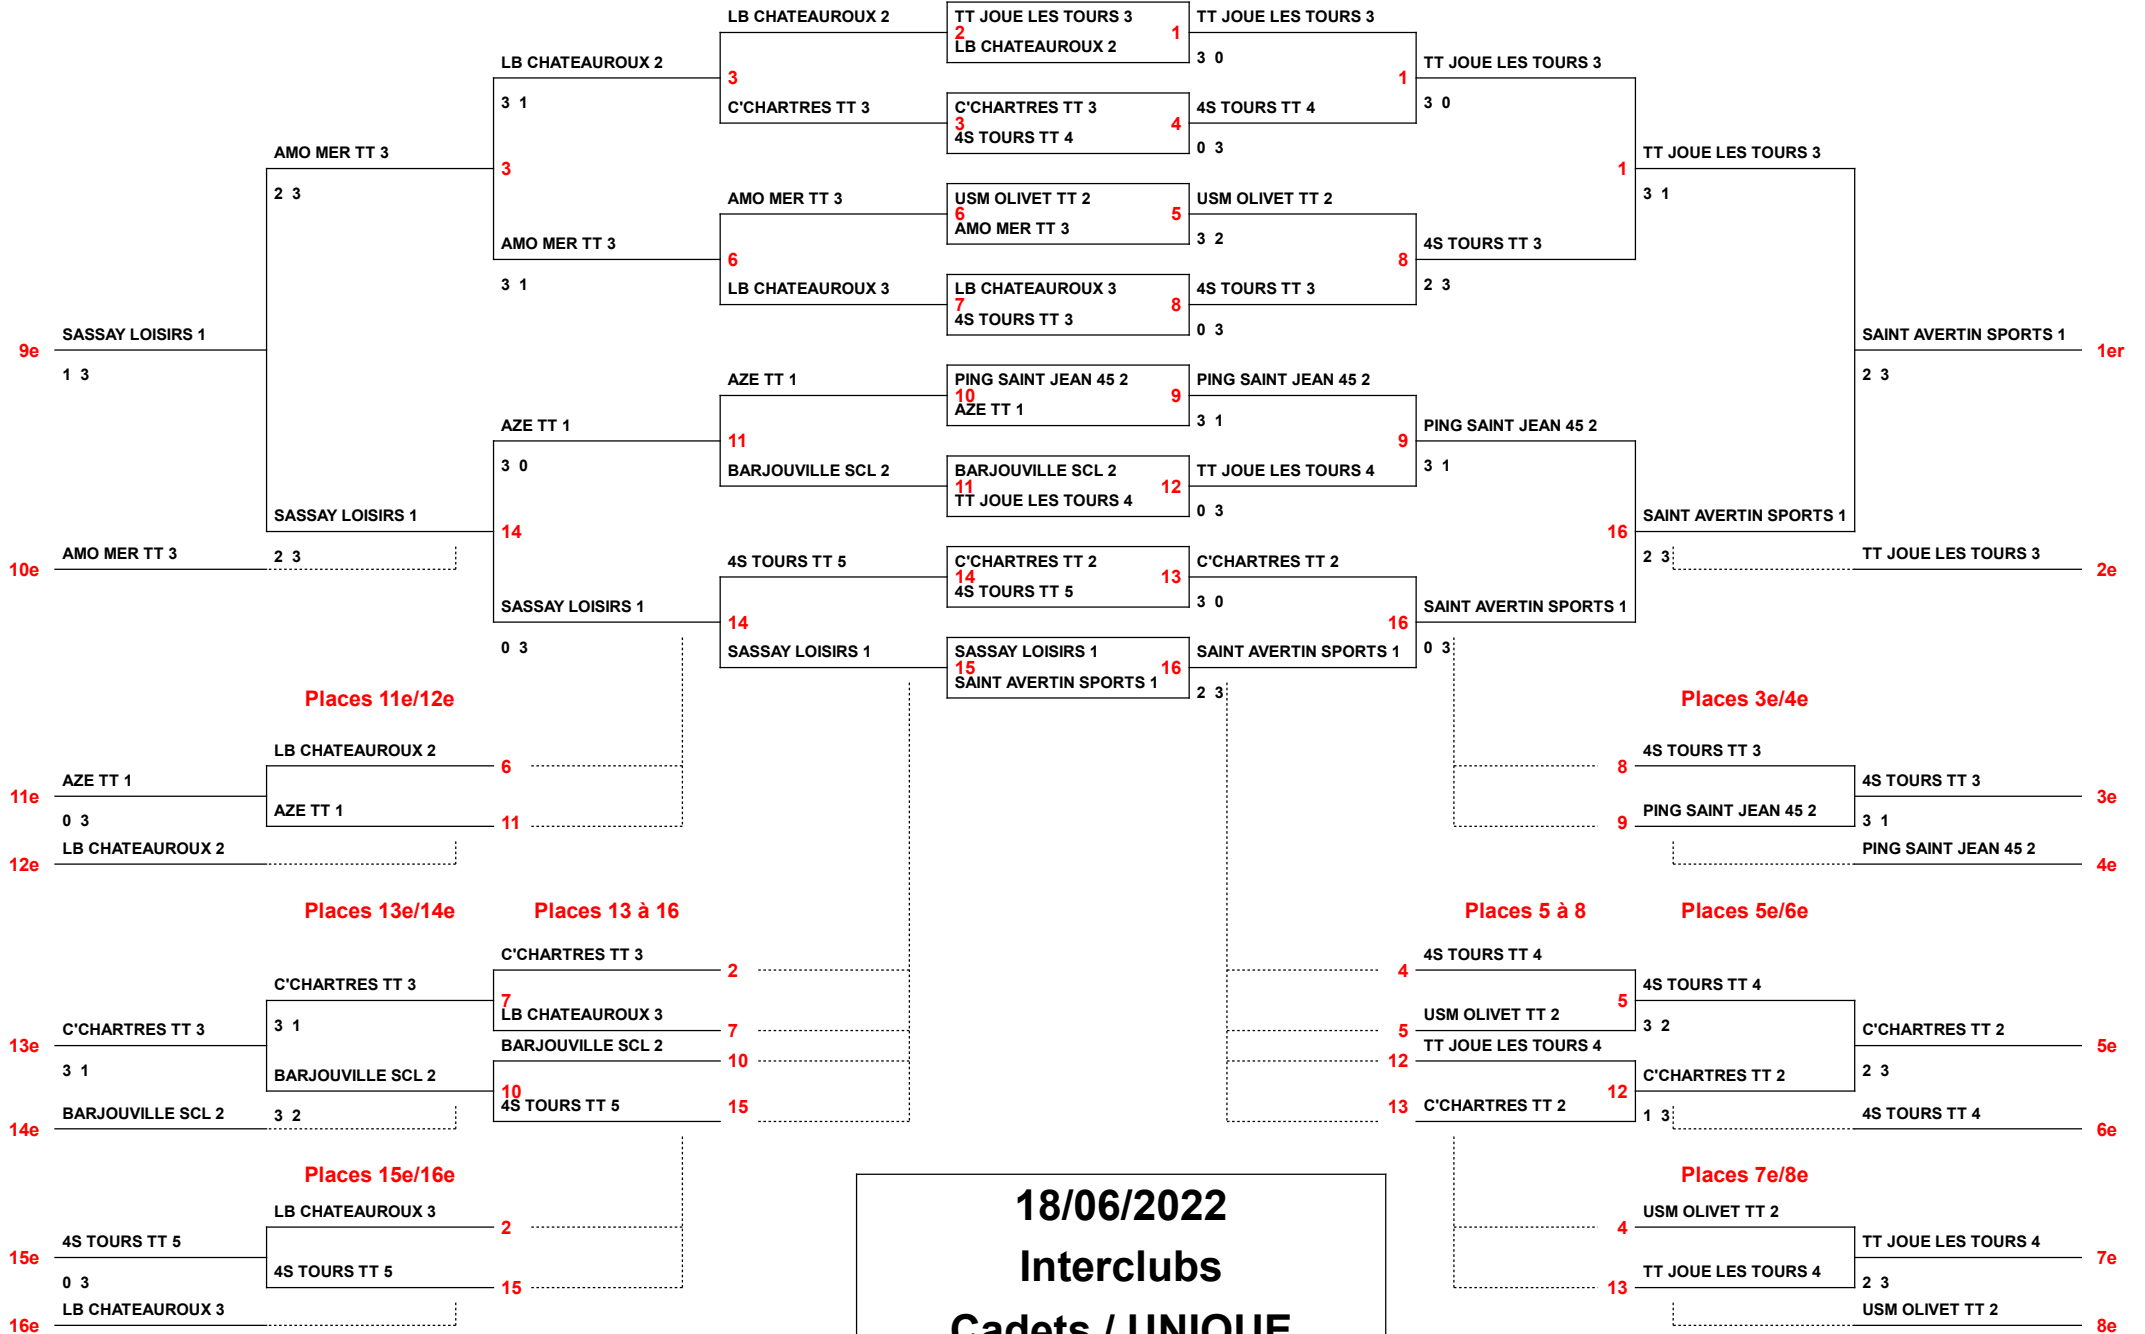 LB CHATEAUROUX 2
TT JOUE LES TOURS 3
TT JOUE LES TOURS 3
2
1
LB CHATEAUROUX 2
3 0
LB CHATEAUROUX 2
3
1
TT JOUE LES TOURS 3
3 1
3 0
C'CHARTRES TT 3
C'CHARTRES TT 3
4S TOURS TT 4
3
4
4S TOURS TT 4
0 3
AMO MER TT 3
3
1
TT JOUE LES TOURS 3
2 3
3 1
AMO MER TT 3
USM OLIVET TT 2
USM OLIVET TT 2
6
5
AMO MER TT 3
3 2
AMO MER TT 3
6
8
4S TOURS TT 3
3 1
2 3
LB CHATEAUROUX 3
LB CHATEAUROUX 3
4S TOURS TT 3
7
8
4S TOURS TT 3
0 3
9e
SASSAY LOISIRS 1
1 3
SAINT AVERTIN SPORTS 1
1er
2 3
AZE TT 1
PING SAINT JEAN 45 2
PING SAINT JEAN 45 2
10
9
AZE TT 1
3 1
AZE TT 1
11
9
PING SAINT JEAN 45 2
3 0
3 1
BARJOUVILLE SCL 2
BARJOUVILLE SCL 2
TT JOUE LES TOURS 4
11
12
TT JOUE LES TOURS 4
0 3
SASSAY LOISIRS 1
14
16
SAINT AVERTIN SPORTS 1
2 3
2 3
10e
AMO MER TT 3
TT JOUE LES TOURS 3
2e
4S TOURS TT 5
C'CHARTRES TT 2
C'CHARTRES TT 2
14
13
4S TOURS TT 5
3 0
SASSAY LOISIRS 1
14
16
SAINT AVERTIN SPORTS 1
0 3
0 3
SASSAY LOISIRS 1
SASSAY LOISIRS 1
SAINT AVERTIN SPORTS 1
15
16
SAINT AVERTIN SPORTS 1
2 3
Places 11e/12e
Places 3e/4e
LB CHATEAUROUX 2
6
8
4S TOURS TT 3
11e
AZE TT 1
4S TOURS TT 3
3e
0 3
AZE TT 1
11
9
PING SAINT JEAN 45 2
3 1
12e
LB CHATEAUROUX 2
PING SAINT JEAN 45 2
4e
Places 13e/14e
Places 13 à 16
Places 5 à 8
Places 5e/6e
C'CHARTRES TT 3
2
4
4S TOURS TT 4
C'CHARTRES TT 3
7
5
4S TOURS TT 4
3 1
LB CHATEAUROUX 3
7
5
USM OLIVET TT 2
3 2
13e
C'CHARTRES TT 3
C'CHARTRES TT 2
5e
3 1
BARJOUVILLE SCL 2
10
12
TT JOUE LES TOURS 4
2 3
BARJOUVILLE SCL 2
10
12
C'CHARTRES TT 2
3 2
4S TOURS TT 5
15
13
C'CHARTRES TT 2
1 3
14e
BARJOUVILLE SCL 2
4S TOURS TT 4
6e
Places 15e/16e
Places 7e/8e
LB CHATEAUROUX 3
2
4
USM OLIVET TT 2
15e
4S TOURS TT 5
TT JOUE LES TOURS 4
7e
0 3
4S TOURS TT 5
15
13
TT JOUE LES TOURS 4
2 3
16e
LB CHATEAUROUX 3
USM OLIVET TT 2
8e
18/06/2022
Interclubs
Cadets / UNIQUE